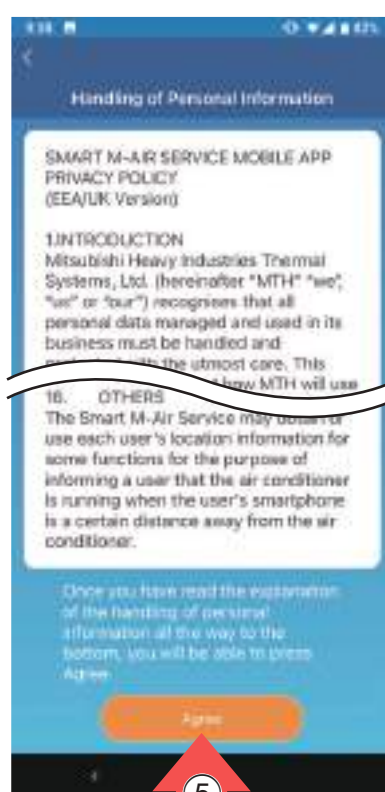 Handling of Personal Information
SMART M-AIR SERVICE MOBILE APP
PRIVACY POLICY
(EEA/UK Version)
1.INTRODUCTION
Mitsubishi Heavy Industries Thermal
Systems, Ltd. (hereinafter "MTH" "we",
"us" or "our") recognises that all
personal data managed and used in its
business must be handled and
with the utmost care. This
how MTH will use
16. OTHERS
The Smart M-Air Service may obtain or
use each user's location information for
some functions for the purpose of
informing a user that the air conditioner
is running when the user's smartphone
is a certain distance away from the air
conditioner.
Once you have read the explanation
of the handling of personal
information all the way to the
bottom, you will be able to press
Agree
Agree
5